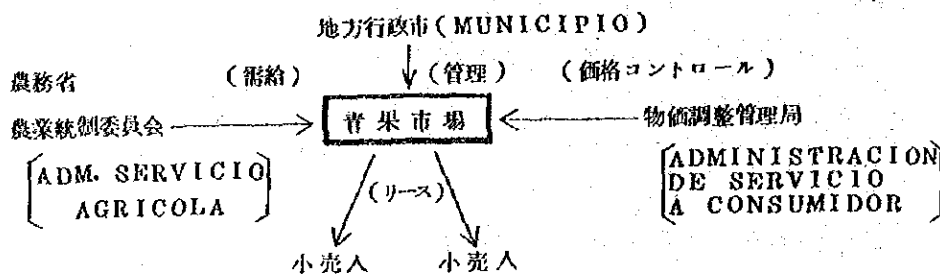 地方行政市(MUNICIPIO)
農務省 (需給) (管理) (価格コントロール)
農業統制委員会 青果市場 物価調整管理局
ADM. SERVICIO
AGRICOLA
(リース)
ADMINISTRACION
DE SERVICIO
A CONSUMIDOR
小売人 小売人